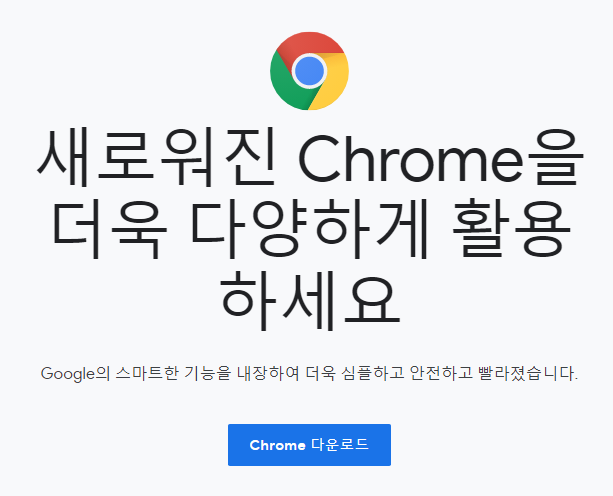 새로워진 Chrome을
더욱 다양하게 활용
하세요
Google의 스마트한 기능을 내장하여 더욱 심플하고 안전하고 빨라졌습니다.
Chrome 다운로드